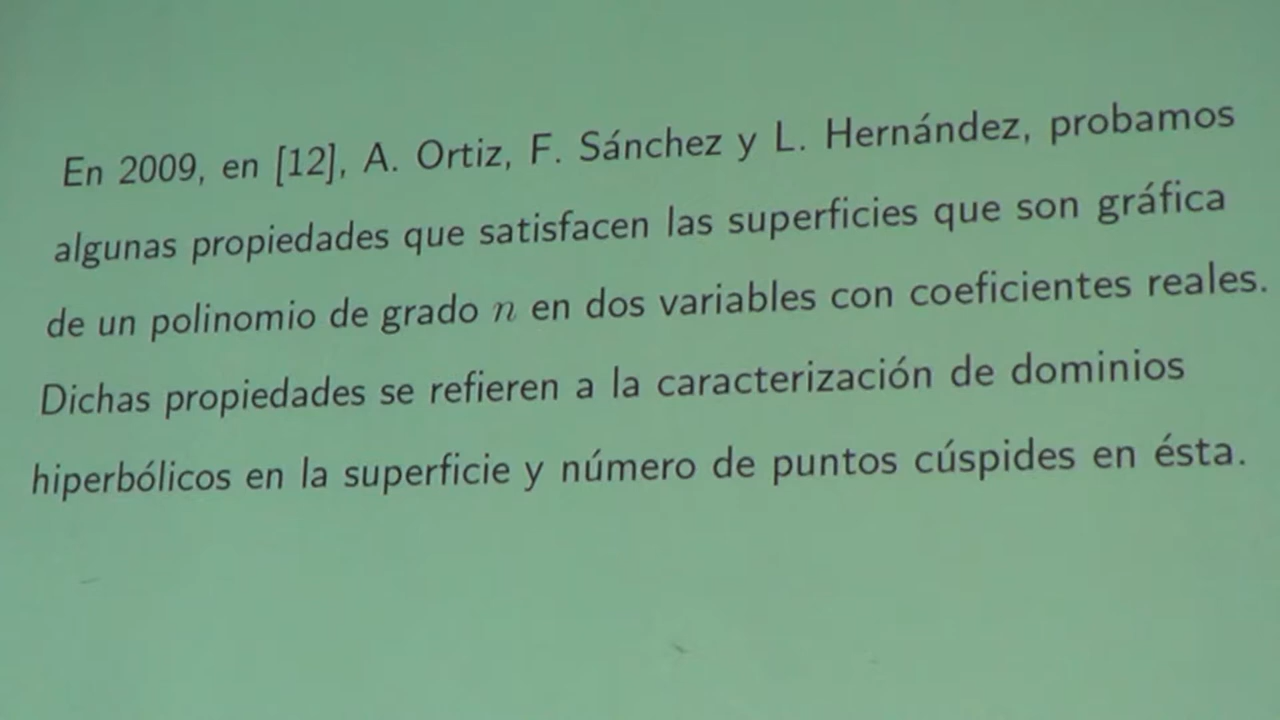 En 2009, en [12], A. Ortiz, F. Sánchez y L. Hernández, probamos
algunas propiedades que satisfacen las superficies que son gráfica
de un polinomio de grado n en dos variables con coeficientes reales.
Dichas propiedades se refieren a la caracterización de dominios
hiperbólicos en la superficie y número de puntos cúspides en ésta.